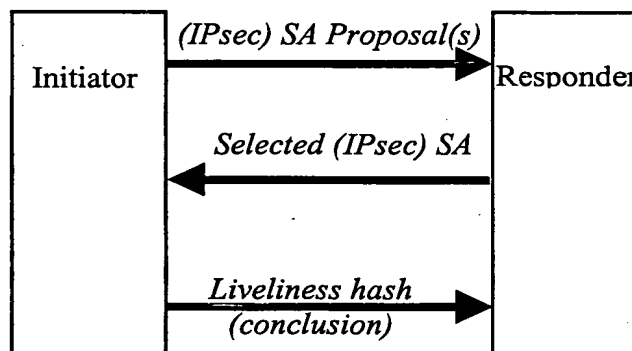 (IPsec) SA Proposal(s)
Initiator
Responder
Selected (IPsec) SA
Liveliness hash
(conclusion)